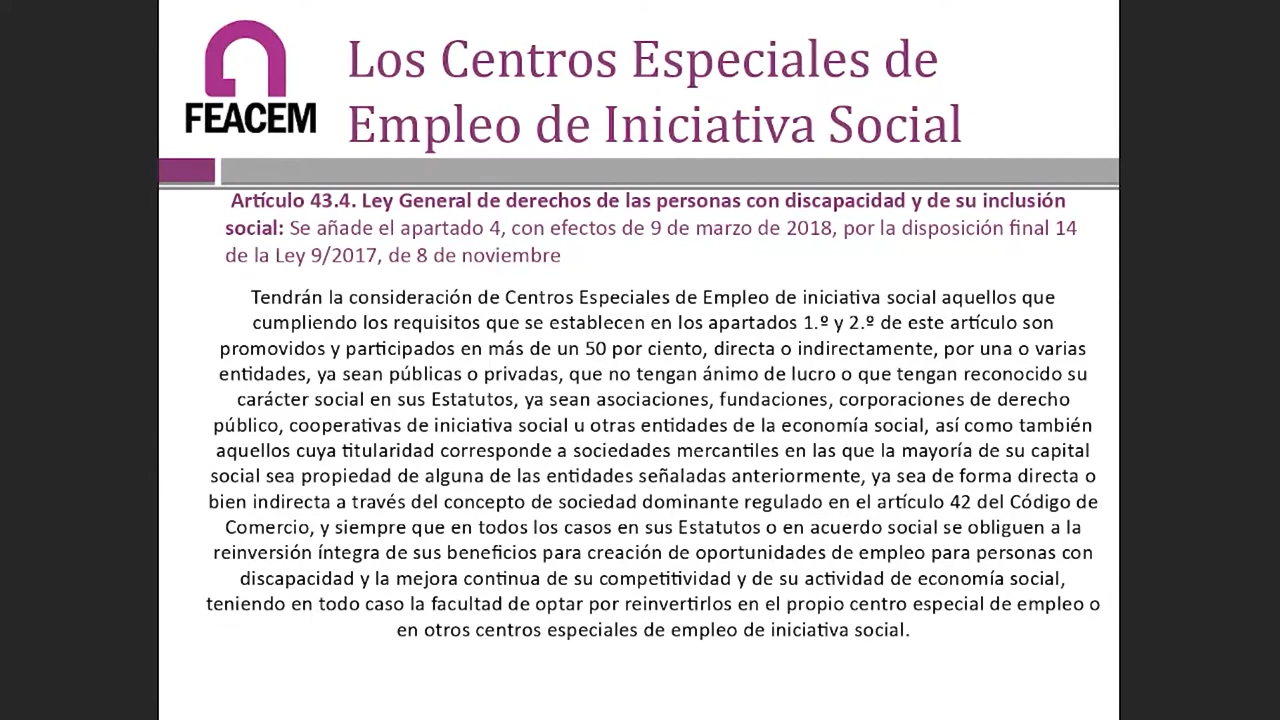 FEACEM
Los Centros Especiales de
Empleo de Iniciativa Social
Artículo 43.4. Ley General de derechos de las personas con discapacidad y de su inclusión
social: Se añade el apartado 4, con efectos de 9 de marzo de 2018, por la disposición final 14
de la Ley 9/2017, de 8 de noviembre
Tendrán la consideración de Centros Especiales de Empleo de iniciativa social aquellos que
cumpliendo los requisitos que se establecen en los apartados 1.º y 2.º de este artículo son
promovidos y participados en más de un 50 por ciento, directa o indirectamente, por una o varias
entidades, ya sean públicas o privadas, que no tengan ánimo de lucro o que tengan reconocido su
carácter social en sus Estatutos, ya sean asociaciones, fundaciones, corporaciones de derecho
público, cooperativas de iniciativa social u otras entidades de la economía social, así como también
aquellos cuya titularidad corresponde a sociedades mercantiles en las que la mayoría de su capital
social sea propiedad de alguna de las entidades señaladas anteriormente, ya sea de forma directa o
bien indirecta a través del concepto de sociedad dominante regulado en el artículo 42 del Código de
Comercio, y siempre que en todos los casos en sus Estatutos o en acuerdo social se obliguen a la
reinversión íntegra de sus beneficios para creación de oportunidades de empleo para personas con
discapacidad y la mejora continua de su competitividad y de su actividad de economía social,
teniendo en todo caso la facultad de optar por reinvertirlos en el propio centro especial de empleo o
en otros centros especiales de empleo de iniciativa social.